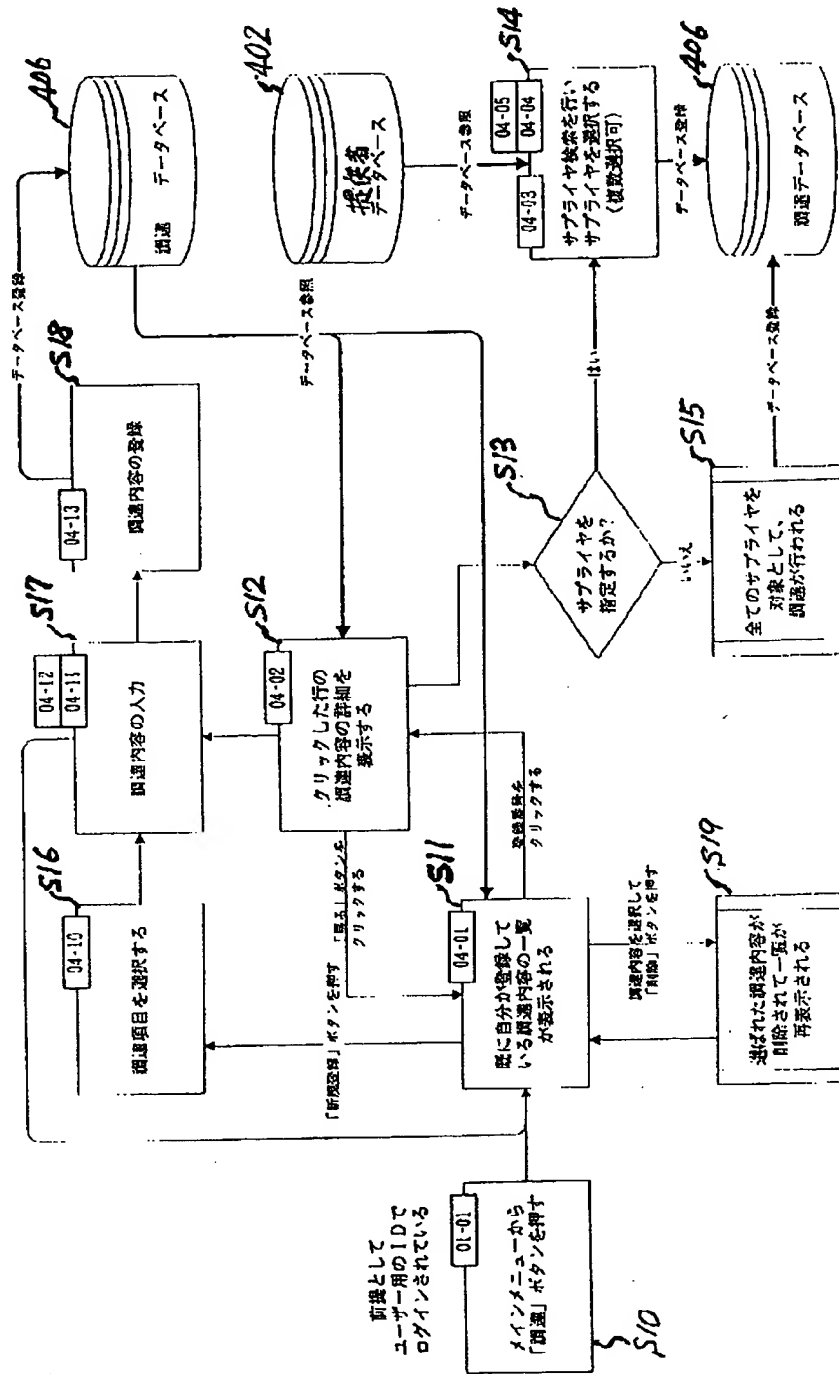 前提として
ユーザー用のIDで
ログインされている
01-01
メインメニューから
「調達」ボタンを押す
S10
S16
04-10
調達項目を選択する
「新規登録」ボタンを押す
「戻る」ボタンを
クリックする
S11
04-01
既に自分が登録して
いる調達内容の一覧
が表示される
登録番号を
クリックする
調達内容を選択して
「削除」ボタンを押す
S19
選ばれた調達内容が
削除されて一覧が
再表示される
S17
04-12
04-11
調達内容の入力
S12
04-02
クリックした行の
調達内容の詳細を
表示する
S18
04-13
調達内容の登録
データベース登録
データベース参照
S13
サプライヤを
指定するか?
はい
いいえ
S15
全てのサプライヤを
対象として、
調達が行われる
データベース登録
406
調達 データベース
402
提供者
データベース
データベース参照
04-03
04-05
04-04
S14
サプライヤ検索を行い
サプライヤを選択する
(複数選択可)
データベース登録
406
調達データベース